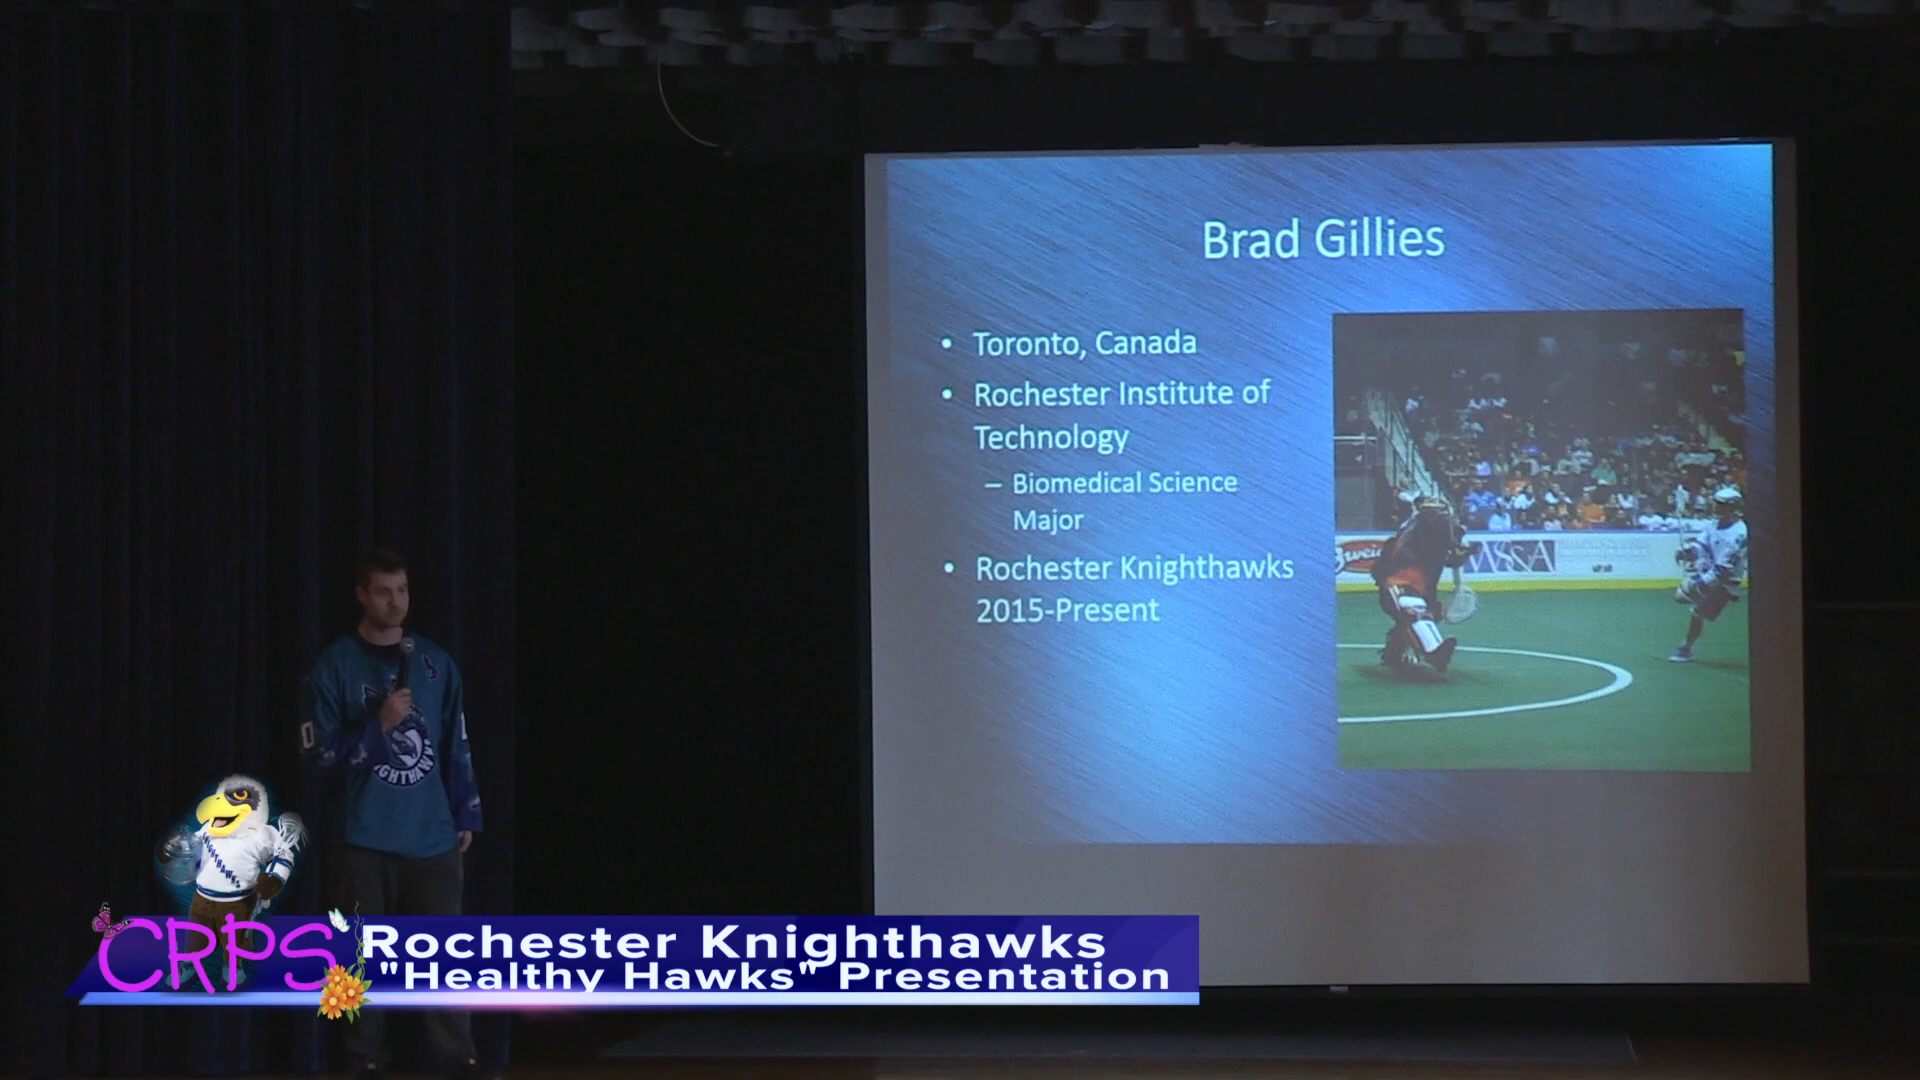 Brad Gillies
• Toronto, Canada
• Rochester Institute of
Technology
– Biomedical Science
Major
• Rochester Knighthawks
2015-Present
KNIGHTHAWKS
CRPS
Rochester Knighthawks
"Healthy Hawks" Presentation